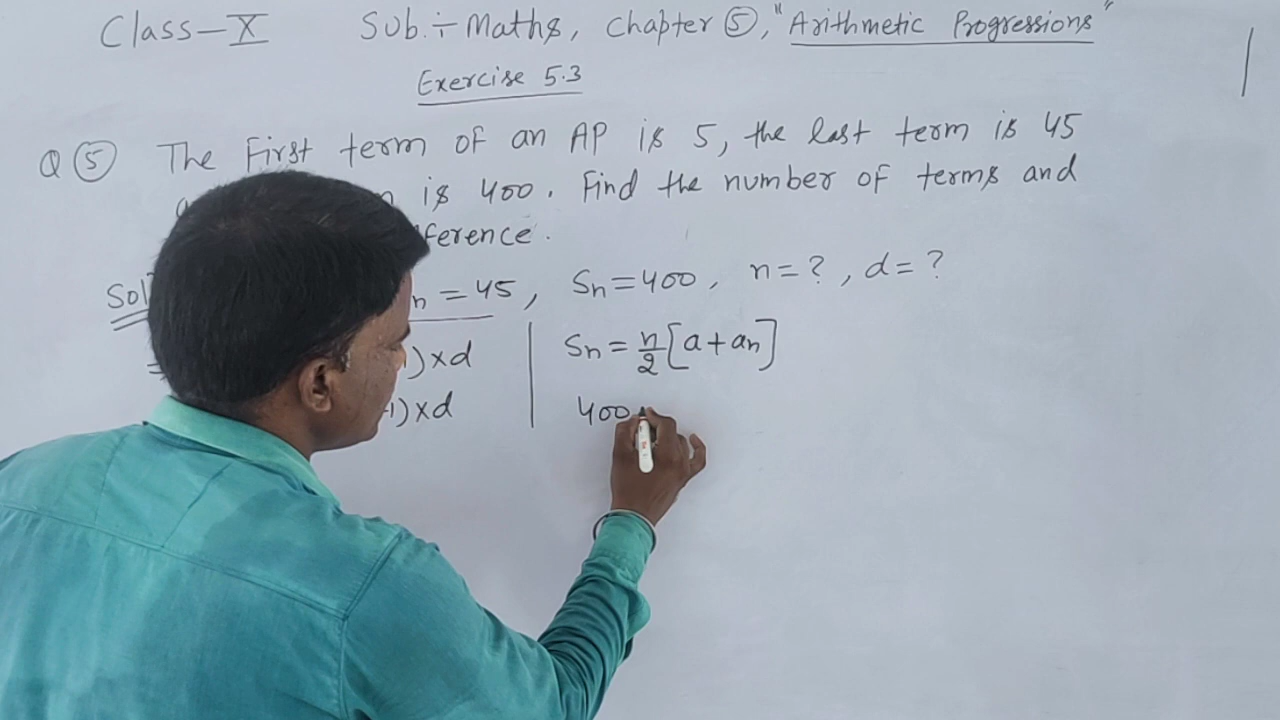 Class-X Sub.÷ Maths, Chapter ⑤, "Arithmetic Progressions"
Exercise 5.3
Q ⑤ The First term of an AP is 5, the last term is 45
is 400. Find the number of terms and
ference.
Sol n = 45, Sn=400, n=?, d=?
)×d Sn = n/2 [a+an]
-1)×d 400